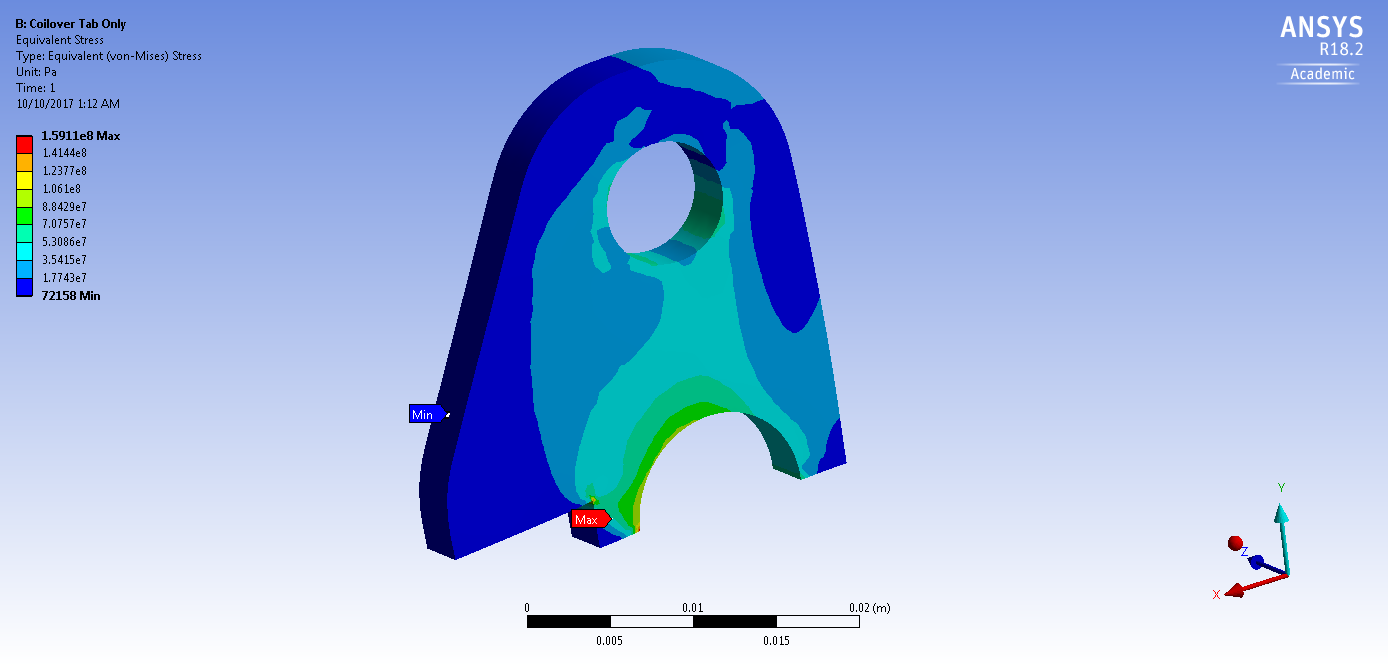 B: Coilover Tab Only
Equivalent Stress
Type: Equivalent (von-Mises) Stress
Unit: Pa
Time: 1
10/10/2017 1:12 AM
1.5911e8 Max
1.4144e8
1.2377e8
1.061e8
8.8429e7
7.0757e7
5.3086e7
3.5415e7
1.7743e7
72158 Min
ANSYS
R18.2
Academic
Min
Max
0 0.01 0.02 (m)
0.005 0.015
Y
Z
X